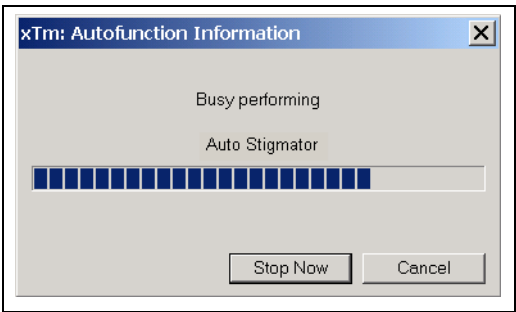 xTm: Autofunction Information
Busy performing
Auto Stigmator
Stop Now Cancel